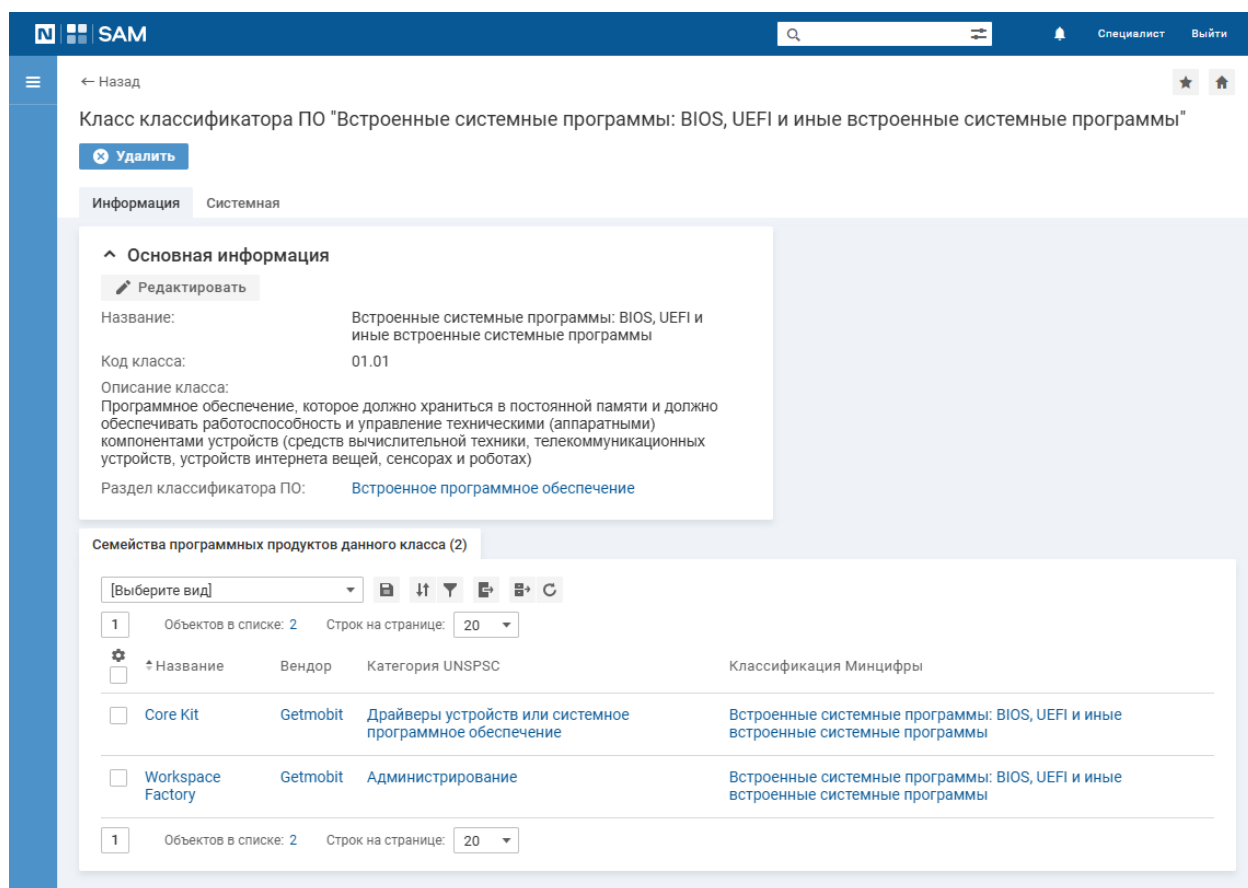 N SAM Специалист Выйти
← Назад
Класс классификатора ПО "Встроенные системные программы: BIOS, UEFI и иные встроенные системные программы"
Удалить
Информация Системная
Основная информация
Редактировать
Название: Встроенные системные программы: BIOS, UEFI и
иные встроенные системные программы
Код класса: 01.01
Описание класса:
Программное обеспечение, которое должно храниться в постоянной памяти и должно
обеспечивать работоспособность и управление техническими (аппаратными)
компонентами устройств (средств вычислительной техники, телекоммуникационных
устройств, устройств интернета вещей, сенсорах и роботах)
Раздел классификатора ПО: Встроенное программное обеспечение
Семейства программных продуктов данного класса (2)
[Выберите вид]
1 Объектов в списке: 2 Строк на странице: 20
Название Вендор Категория UNSPSC Классификация Минцифры
Core Kit Getmobit Драйверы устройств или системное Встроенные системные программы: BIOS, UEFI и иные
программное обеспечение встроенные системные программы
Workspace Getmobit Администрирование Встроенные системные программы: BIOS, UEFI и иные
Factory встроенные системные программы
1 Объектов в списке: 2 Строк на странице: 20